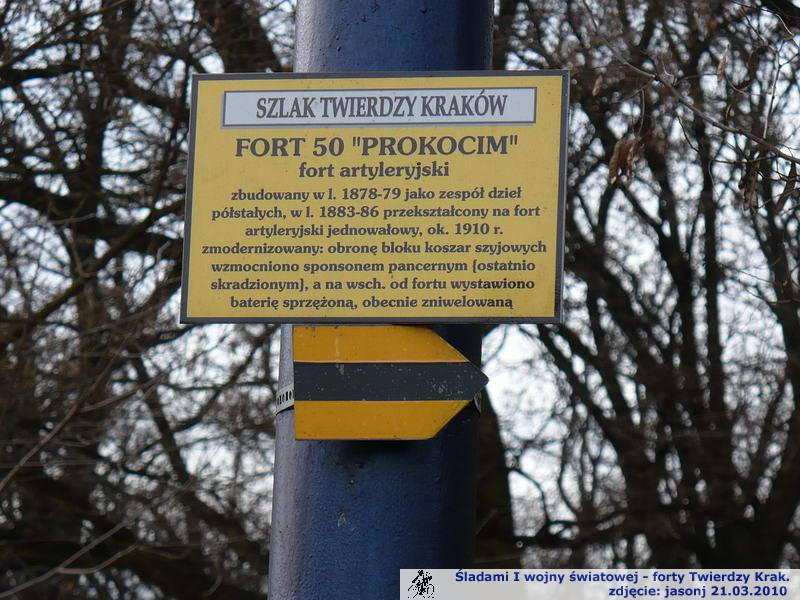 SZLAK TWIERDZY KRAKÓW
FORT 50 "PROKOCIM"
fort artyleryjski
zbudowany w l. 1878-79 jako zespół dzieł
półstałych, w l. 1883-86 przekształcony na fort
artyleryjski jednowałowy, ok. 1910 r.
zmodernizowany: obronę bloku koszar szyjowych
wzmocniono sponsonem pancernym (ostatnio
skradzionym), a na wsch. od fortu wystawiono
baterię sprzężoną, obecnie zniwelowaną
Śladami I wojny światowej - forty Twierdzy Krak.
zdjęcie: jasonj 21.03.2010